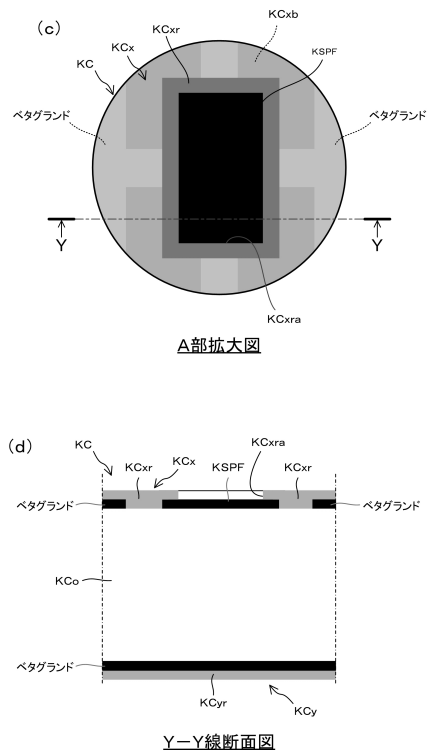 (c)
KCxb
KCxr
KCx
KSPF
KC
ベタグランド
ベタグランド
Y
Y
KCxra
A部拡大図
(d)
KC
KCxra
KCx
KCxr
KSPF
KCxr
ベタグランド
ベタグランド
KCo
ベタグランド
KCyr
KCy
Y－Y線断面図